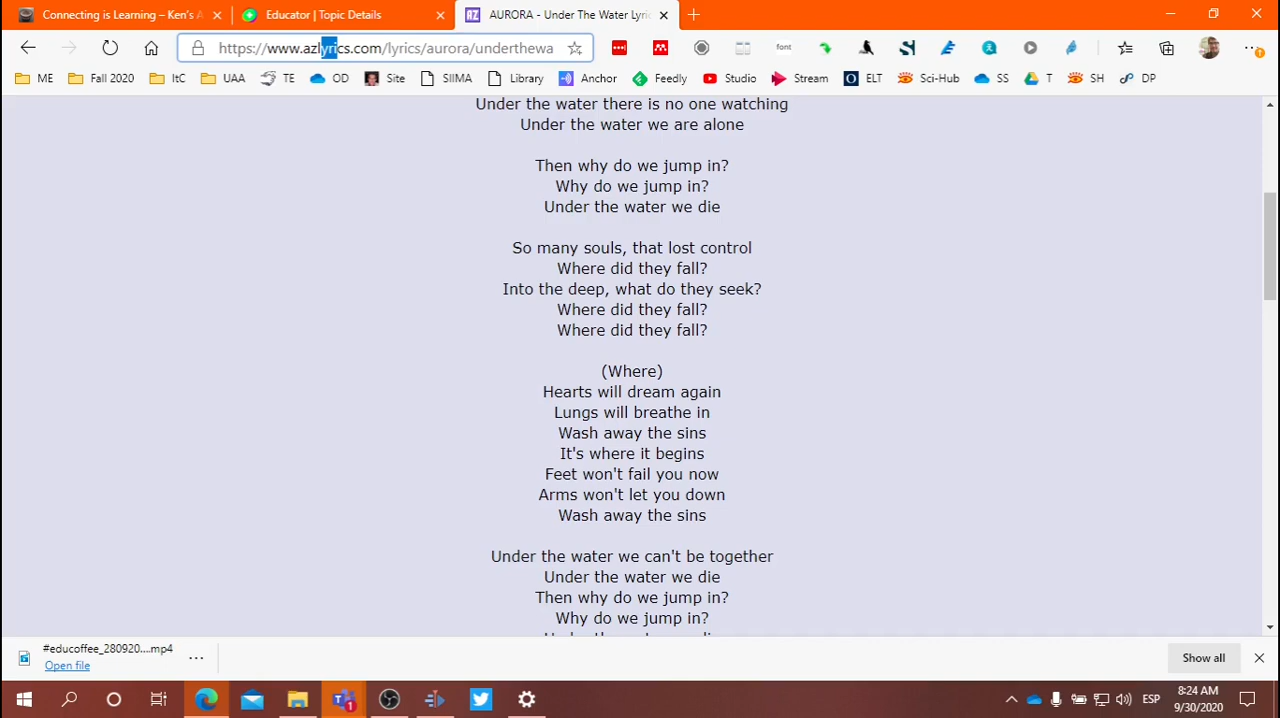 Connecting is Learning – Ken's A
Educator | Topic Details
AURORA - Under The Water Lyric
https://www.azlyrics.com/lyrics/aurora/underthewa
font
ME
Fall 2020
ItC
UAA
TE
OD
Site
SIIMA
Library
Anchor
Feedly
Studio
Stream
ELT
Sci-Hub
SS
T
SH
DP
Under the water there is no one watching
Under the water we are alone
Then why do we jump in?
Why do we jump in?
Under the water we die
So many souls, that lost control
Where did they fall?
Into the deep, what do they seek?
Where did they fall?
Where did they fall?
(Where)
Hearts will dream again
Lungs will breathe in
Wash away the sins
It's where it begins
Feet won't fail you now
Arms won't let you down
Wash away the sins
Under the water we can't be together
Under the water we die
Then why do we jump in?
Why do we jump in?
#educoffee_280920....mp4
Open file
Show all
ESP
8:24 AM
9/30/2020